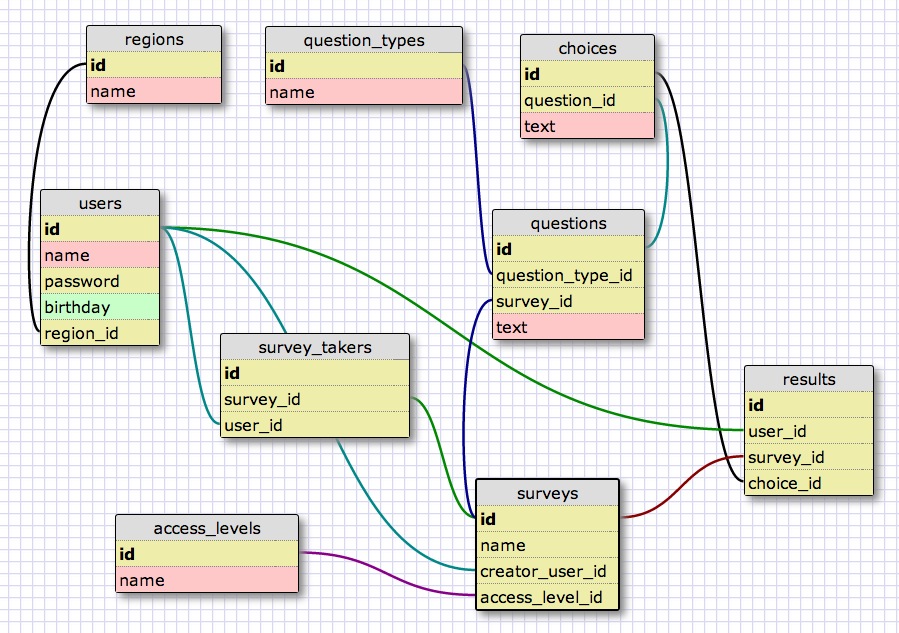 regions
id
name
question_types
id
name
choices
id
question_id
text
users
id
name
password
birthday
region_id
questions
id
question_type_id
survey_id
text
survey_takers
id
survey_id
user_id
results
id
user_id
survey_id
choice_id
access_levels
id
name
surveys
id
name
creator_user_id
access_level_id